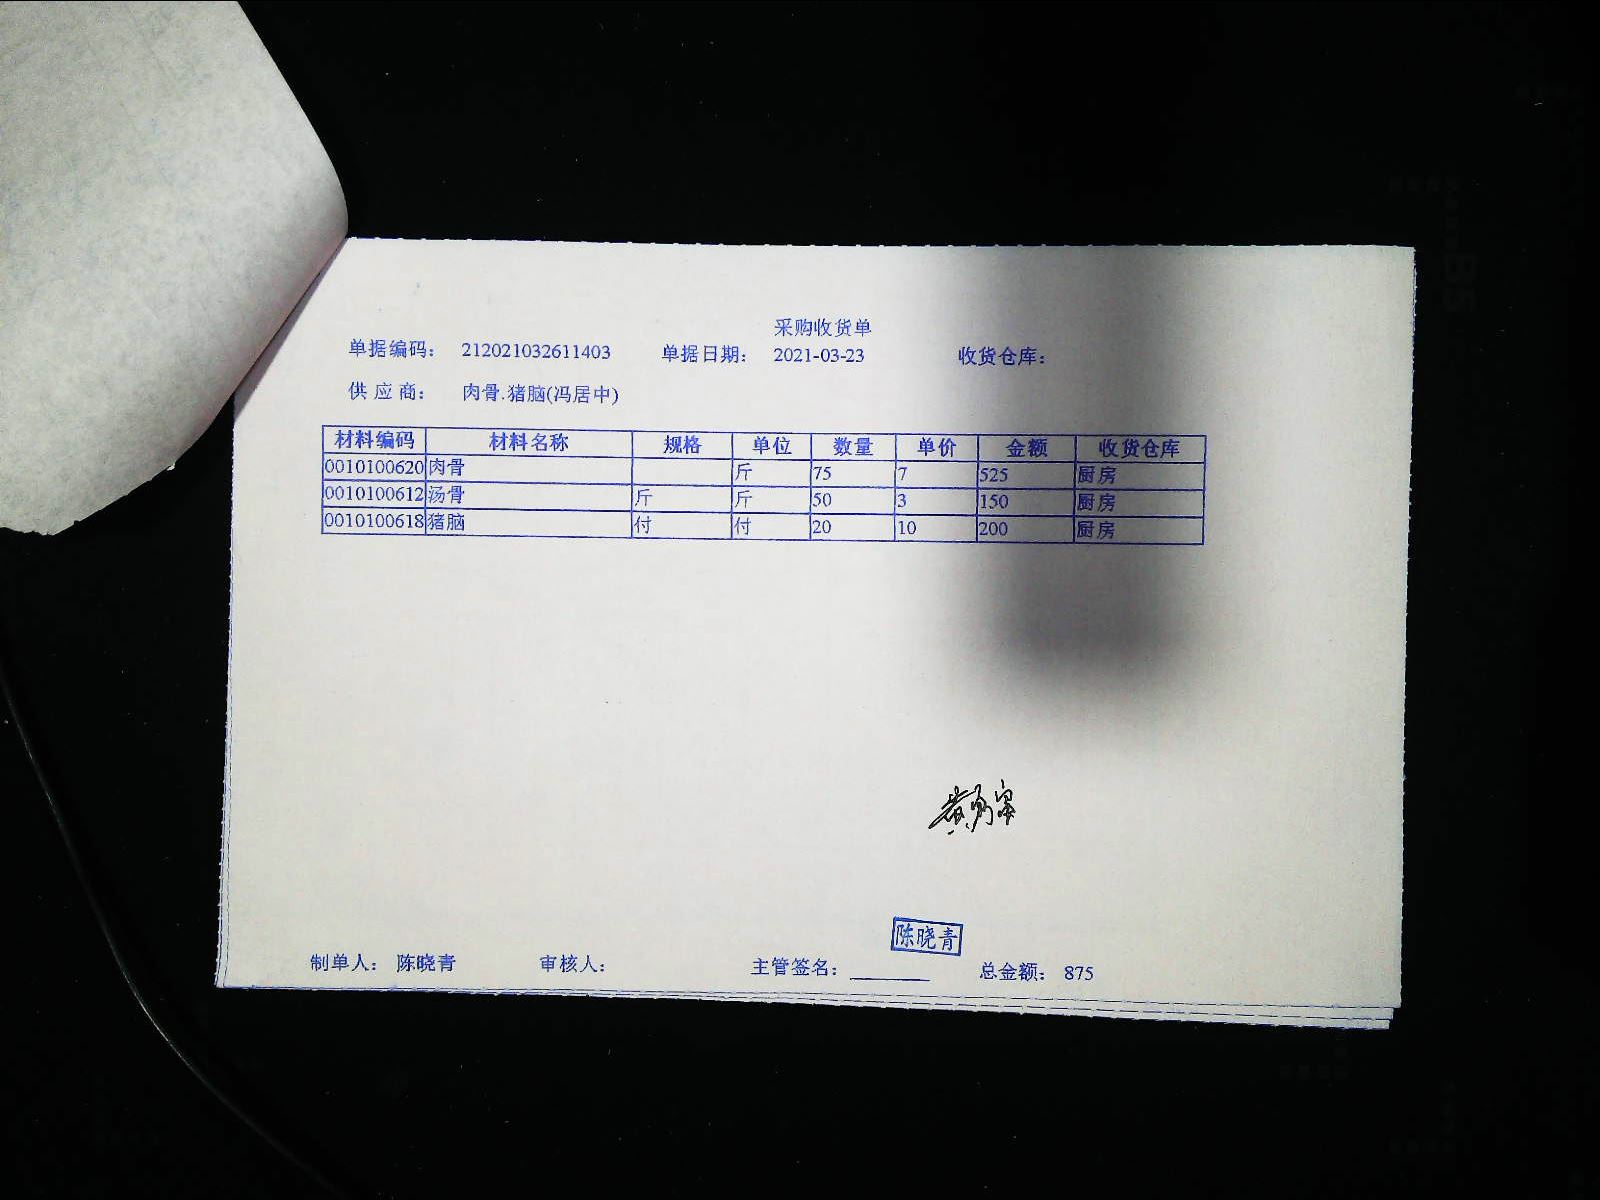 采购收货单
单据编码： 212021032611403 单据日期： 2021-03-23 收货仓库：
供应商： 肉骨.猪脑(冯居中)
材料编码 材料名称 规格 单位 数量 单价 金额 收货仓库
0010100620 肉骨 斤 75 7 525 厨房
0010100612 汤骨 斤 斤 50 3 150 厨房
0010100618 猪脑 付 付 20 10 200 厨房
陈晓青
制单人： 陈晓青 审核人： 主管签名： 总金额： 875